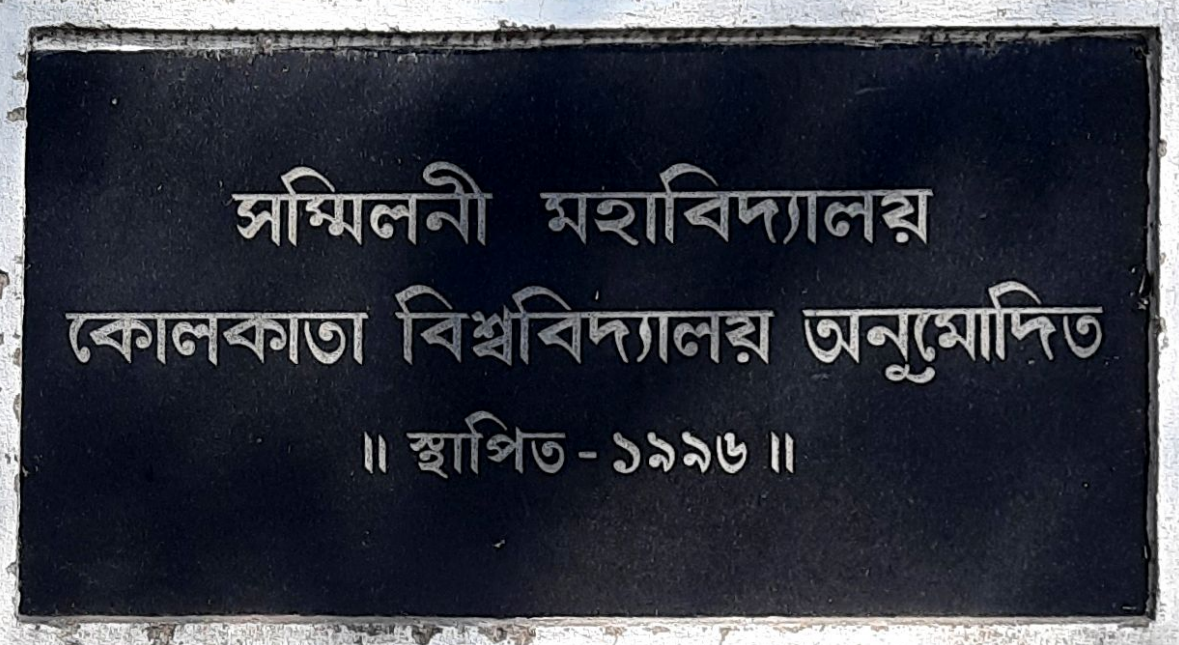 সম্মিলনী মহাবিদ্যালয়
কোলকাতা বিশ্ববিদ্যালয় অনুমোদিত
॥ স্থাপিত - ১৯৯৬ ॥